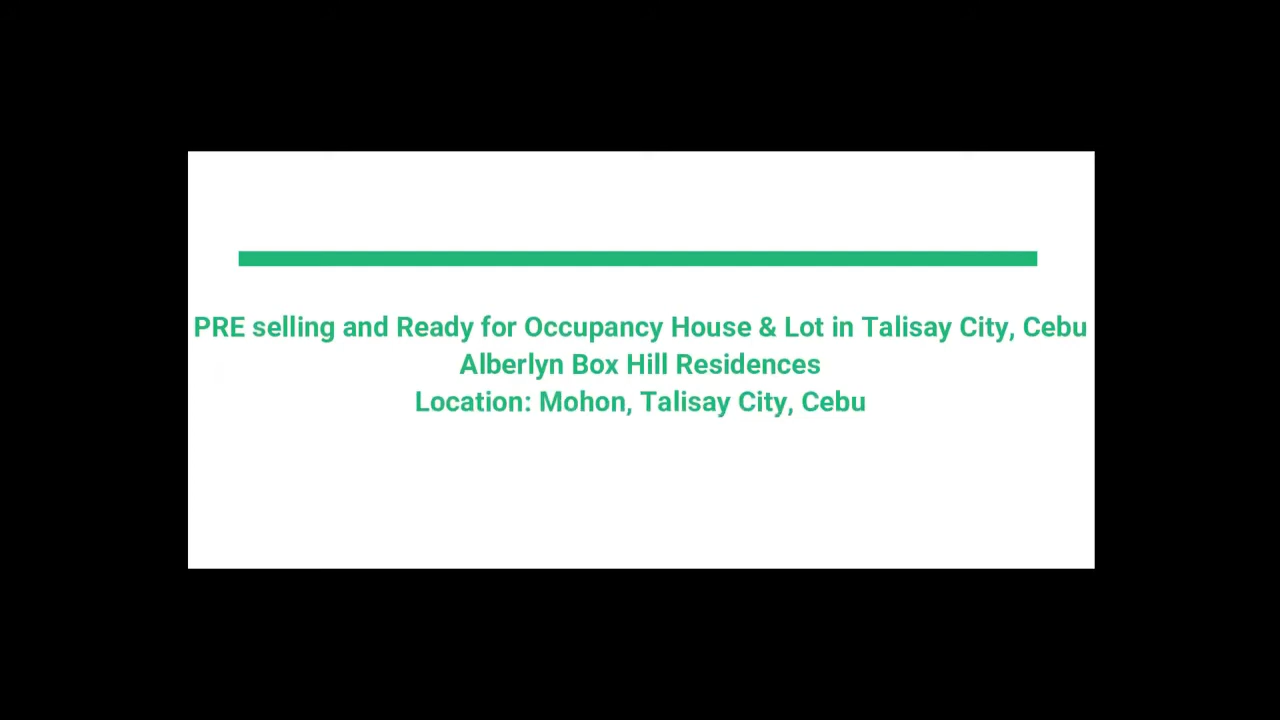 PRE selling and Ready for Occupancy House & Lot in Talisay City, Cebu
Alberlyn Box Hill Residences
Location: Mohon, Talisay City, Cebu